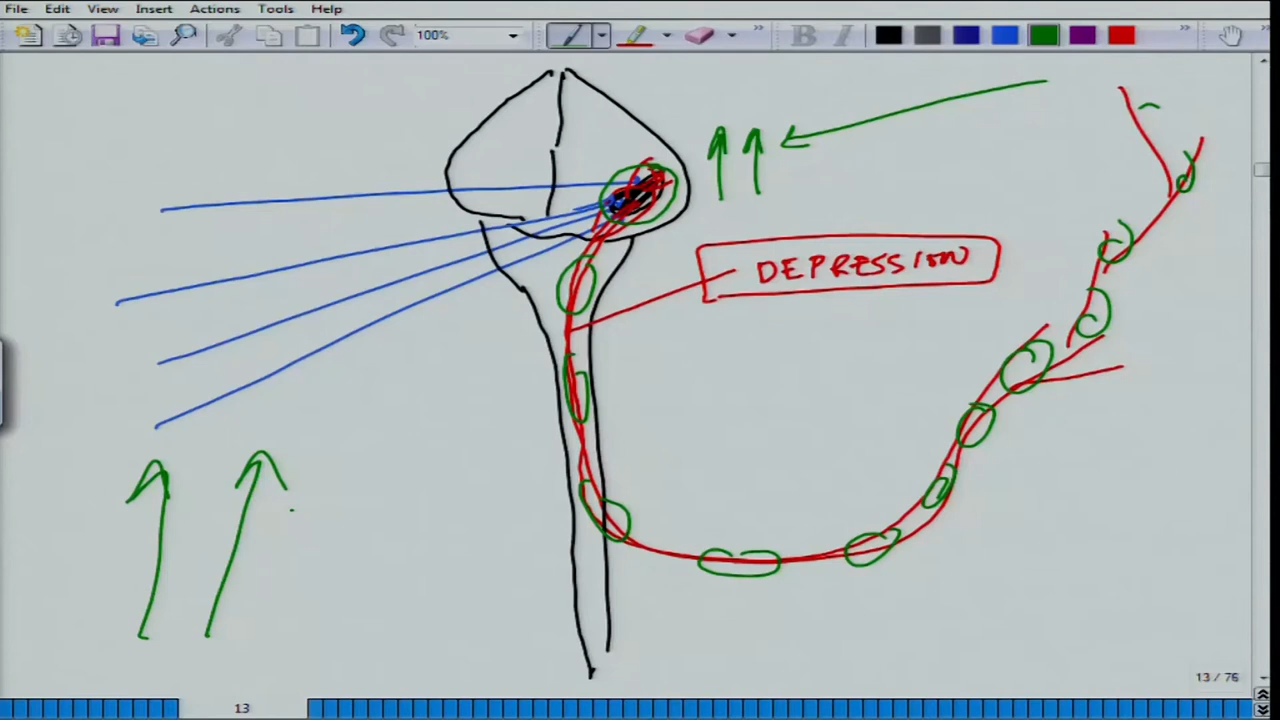 File Edit View Insert Actions Tools Help
100%
DEPRESSION
13 / 76
13